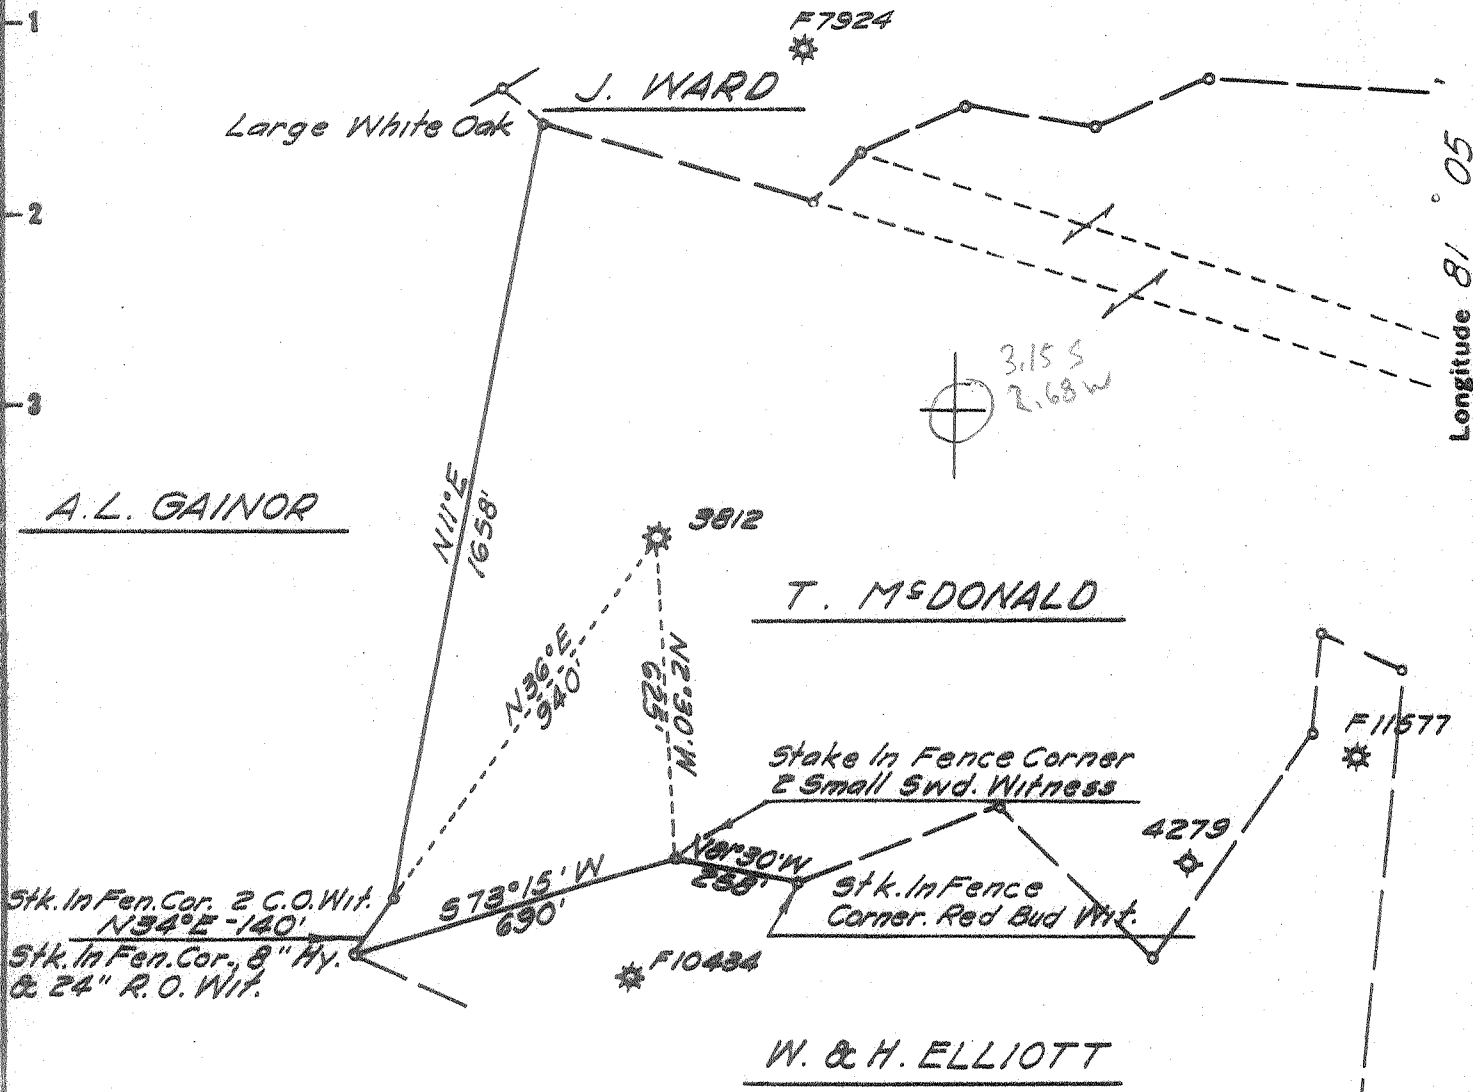 1
F7924
J. WARD
Large White Oak
2
Longitude 81° 05'
3
3.15 S
2.68 W
A.L. GAINOR
N11°E
1658'
3812
T. McDONALD
N36°E
940'
N2°30'W
625'
F11577
Stake In Fence Corner
2 Small Swd. Witness
4279
N81°30'W
258'
Stk. In Fence
Corner. Red Bud Wit.
S73°15'W
690'
Stk. In Fen. Cor. 2 C.O. Wit.
N34°E-140'
Stk. In Fen. Cor., 8" Hy.
& 24" R.O. Wit.
F10434
W. & H. ELLIOTT